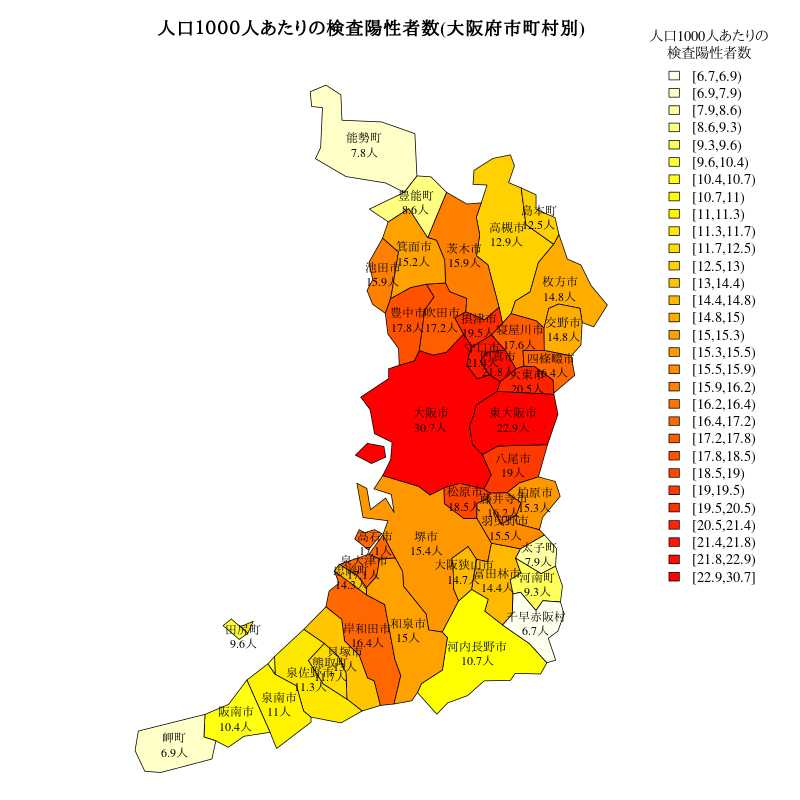 人口1000人あたりの検査陽性者数(大阪府市町村別)
人口1000人あたりの
検査陽性者数
[6.7,6.9)
[6.9,7.9)
[7.9,8.6)
[8.6,9.3)
[9.3,9.6)
[9.6,10.4)
[10.4,10.7)
[10.7,11)
[11,11.3)
[11.3,11.7)
[11.7,12.5)
[12.5,13)
[13,14.4)
[14.4,14.8)
[14.8,15)
[15,15.3)
[15.3,15.5)
[15.5,15.9)
[15.9,16.2)
[16.2,16.4)
[16.4,17.2)
[17.2,17.8)
[17.8,18.5)
[18.5,19)
[19,19.5)
[19.5,20.5)
[20.5,21.4)
[21.4,21.8)
[21.8,22.9)
[22.9,30.7]
能勢町
7.8人
豊能町
8.6人
島本町
12.5人
高槻市
12.9人
箕面市
15.2人
茨木市
15.9人
池田市
15.9人
枚方市
14.8人
豊中市
17.8人
吹田市
17.2人
摂津市
19.5人
寝屋川市
17.6人
交野市
14.8人
守口市
21.4人
門真市
21.8人
四條畷市
16.4人
大東市
20.5人
大阪市
30.7人
東大阪市
22.9人
八尾市
19人
松原市
18.5人
藤井寺市
16.2人
柏原市
15.3人
羽曳野市
15.5人
高石市
17.1人
堺市
15.4人
太子町
7.9人
泉大津市
17.1人
忠岡町
14.3人
大阪狭山市
14.7人
富田林市
14.4人
河南町
9.3人
千早赤阪村
6.7人
田尻町
9.6人
岸和田市
16.4人
和泉市
15人
河内長野市
10.7人
貝塚市
13人
熊取町
11.7人
泉佐野市
11.3人
泉南市
11人
阪南市
10.4人
岬町
6.9人